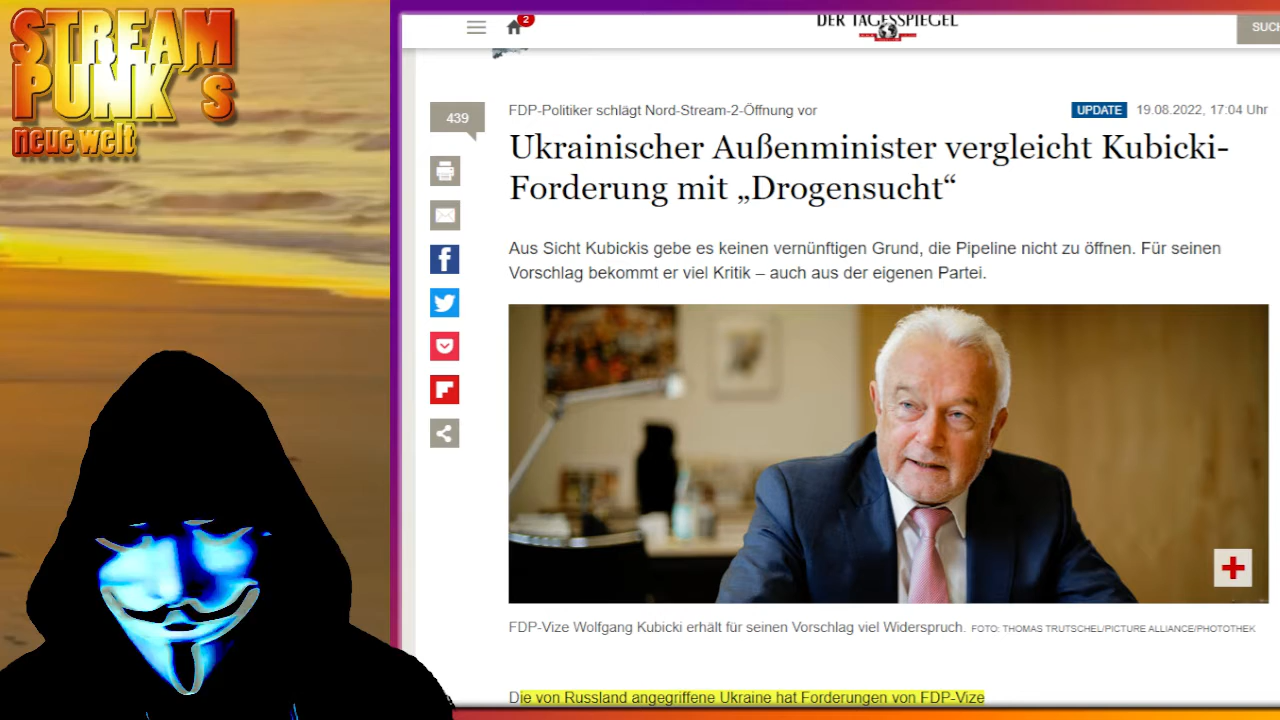 STREAM
PUNK´s
neue welt
2
DER TAGESSPIEGEL
439
FDP-Politiker schlägt Nord-Stream-2-Öffnung vor
UPDATE 19.08.2022, 17:04 Uhr
Ukrainischer Außenminister vergleicht Kubicki-
Forderung mit „Drogensucht“
Aus Sicht Kubickis gebe es keinen vernünftigen Grund, die Pipeline nicht zu öffnen. Für seinen
Vorschlag bekommt er viel Kritik – auch aus der eigenen Partei.
FDP-Vize Wolfgang Kubicki erhält für seinen Vorschlag viel Widerspruch. FOTO: THOMAS TRUTSCHEL/PICTURE ALLIANCE/PHOTOTHEK
Die von Russland angegriffene Ukraine hat Forderungen von FDP-Vize